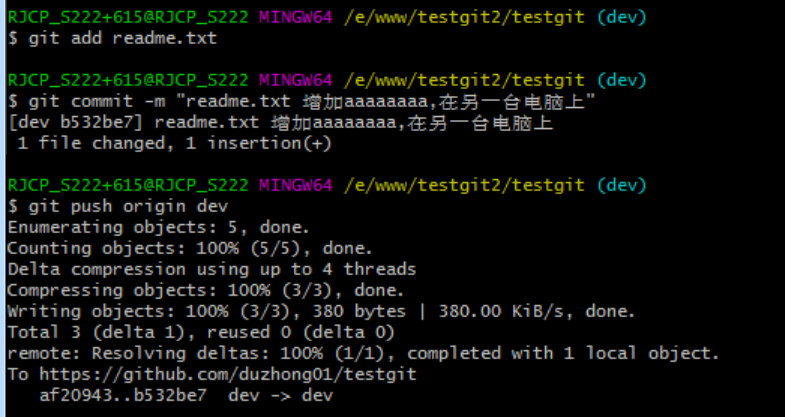 RJCP_S222+615@RJCP_S222 MINGW64 /e/www/testgit2/testgit (dev)
$ git add readme.txt
RJCP_S222+615@RJCP_S222 MINGW64 /e/www/testgit2/testgit (dev)
$ git commit -m "readme.txt 增加aaaaaaaa,在另一台电脑上"
[dev b532be7] readme.txt 增加aaaaaaaa,在另一台电脑上
1 file changed, 1 insertion(+)
RJCP_S222+615@RJCP_S222 MINGW64 /e/www/testgit2/testgit (dev)
$ git push origin dev
Enumerating objects: 5, done.
Counting objects: 100% (5/5), done.
Delta compression using up to 4 threads
Compressing objects: 100% (3/3), done.
Writing objects: 100% (3/3), 380 bytes | 380.00 KiB/s, done.
Total 3 (delta 1), reused 0 (delta 0)
remote: Resolving deltas: 100% (1/1), completed with 1 local object.
To https://github.com/duzhong01/testgit
af20943..b532be7  dev -> dev